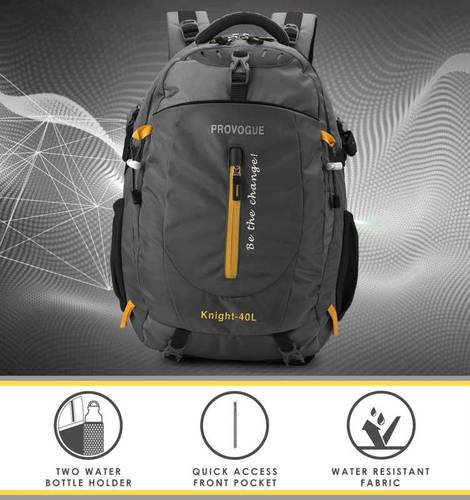 PROVOGUE
Be the change!
Knight-40L
TWO WATER
BOTTLE HOLDER
QUICK ACCESS
FRONT POCKET
WATER RESISTANT
FABRIC